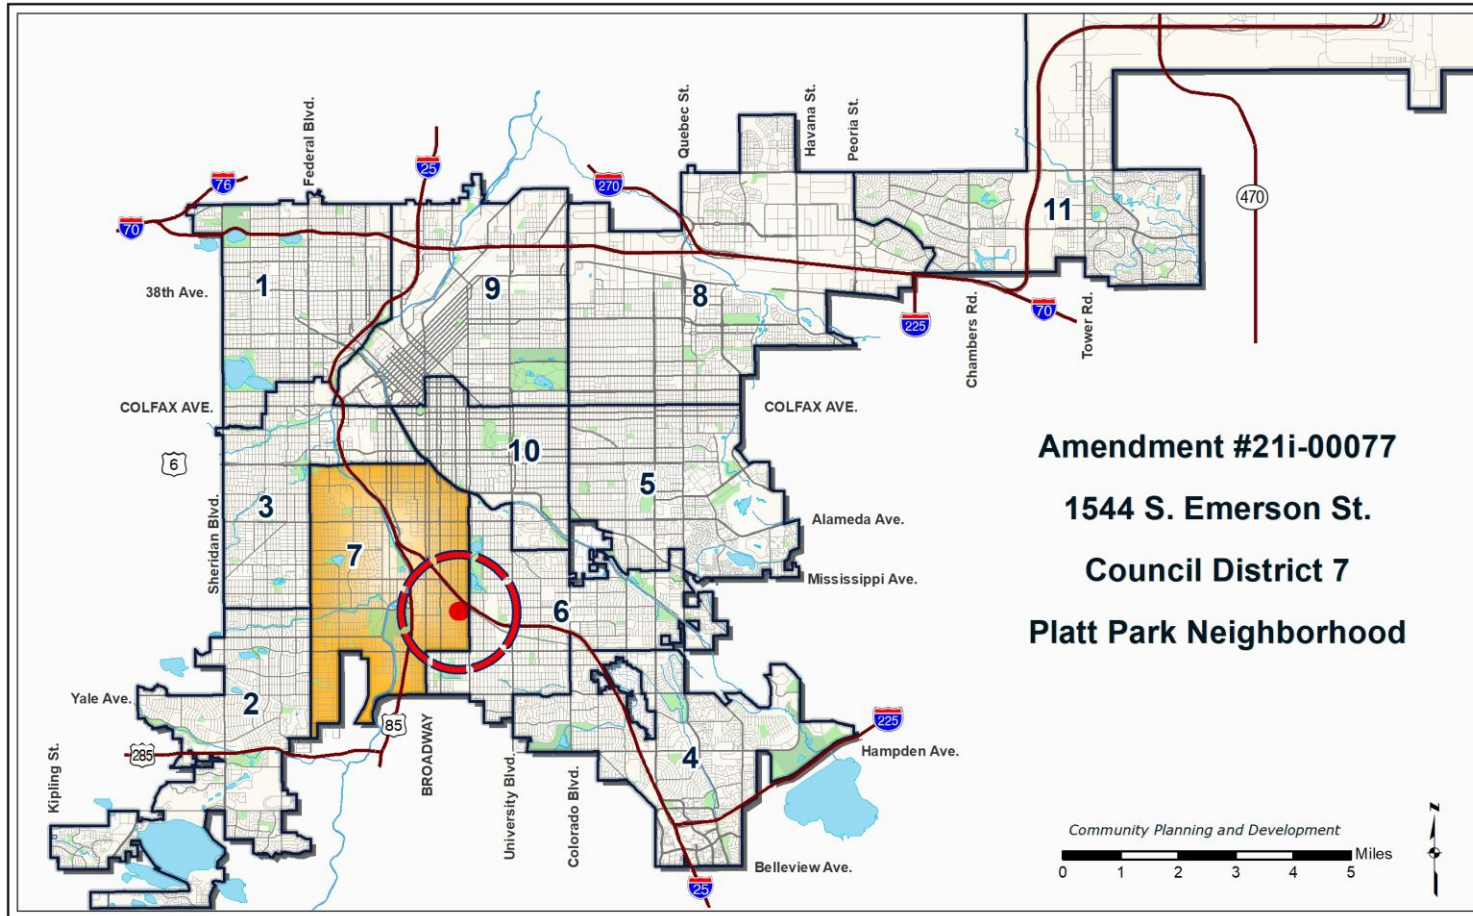 Federal Blvd.
Quebec St.
Havana St.
Peoria St.
76
25
270
70
11
470
1
9
8
38th Ave.
225
Chambers Rd.
70
Tower Rd.
COLFAX AVE.
COLFAX AVE.
6
10
5
3
Sheridan Blvd.
Alameda Ave.
7
Mississippi Ave.
6
Amendment #21i-00077
1544 S. Emerson St.
Council District 7
Platt Park Neighborhood
Yale Ave.
2
85
225
285
Kipling St.
BROADWAY
University Blvd.
Colorado Blvd.
4
Hampden Ave.
Belleview Ave.
25
Community Planning and Development
Miles
0 1 2 3 4 5
N